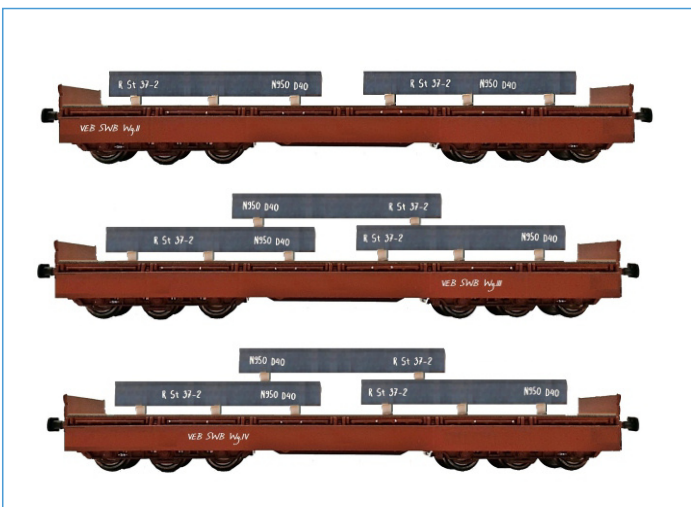 R St 37-2 N950 D40 R St 37-2 N950 D40
VEB SWB Wg.II
N950 D40 R St 37-2
R St 37-2 N950 D40 R St 37-2 N950 D40
VEB SWB Wg.III
N950 D40 R St 37-2
R St 37-2 N950 D40 R St 37-2 N950 D40
VEB SWB Wg.IV